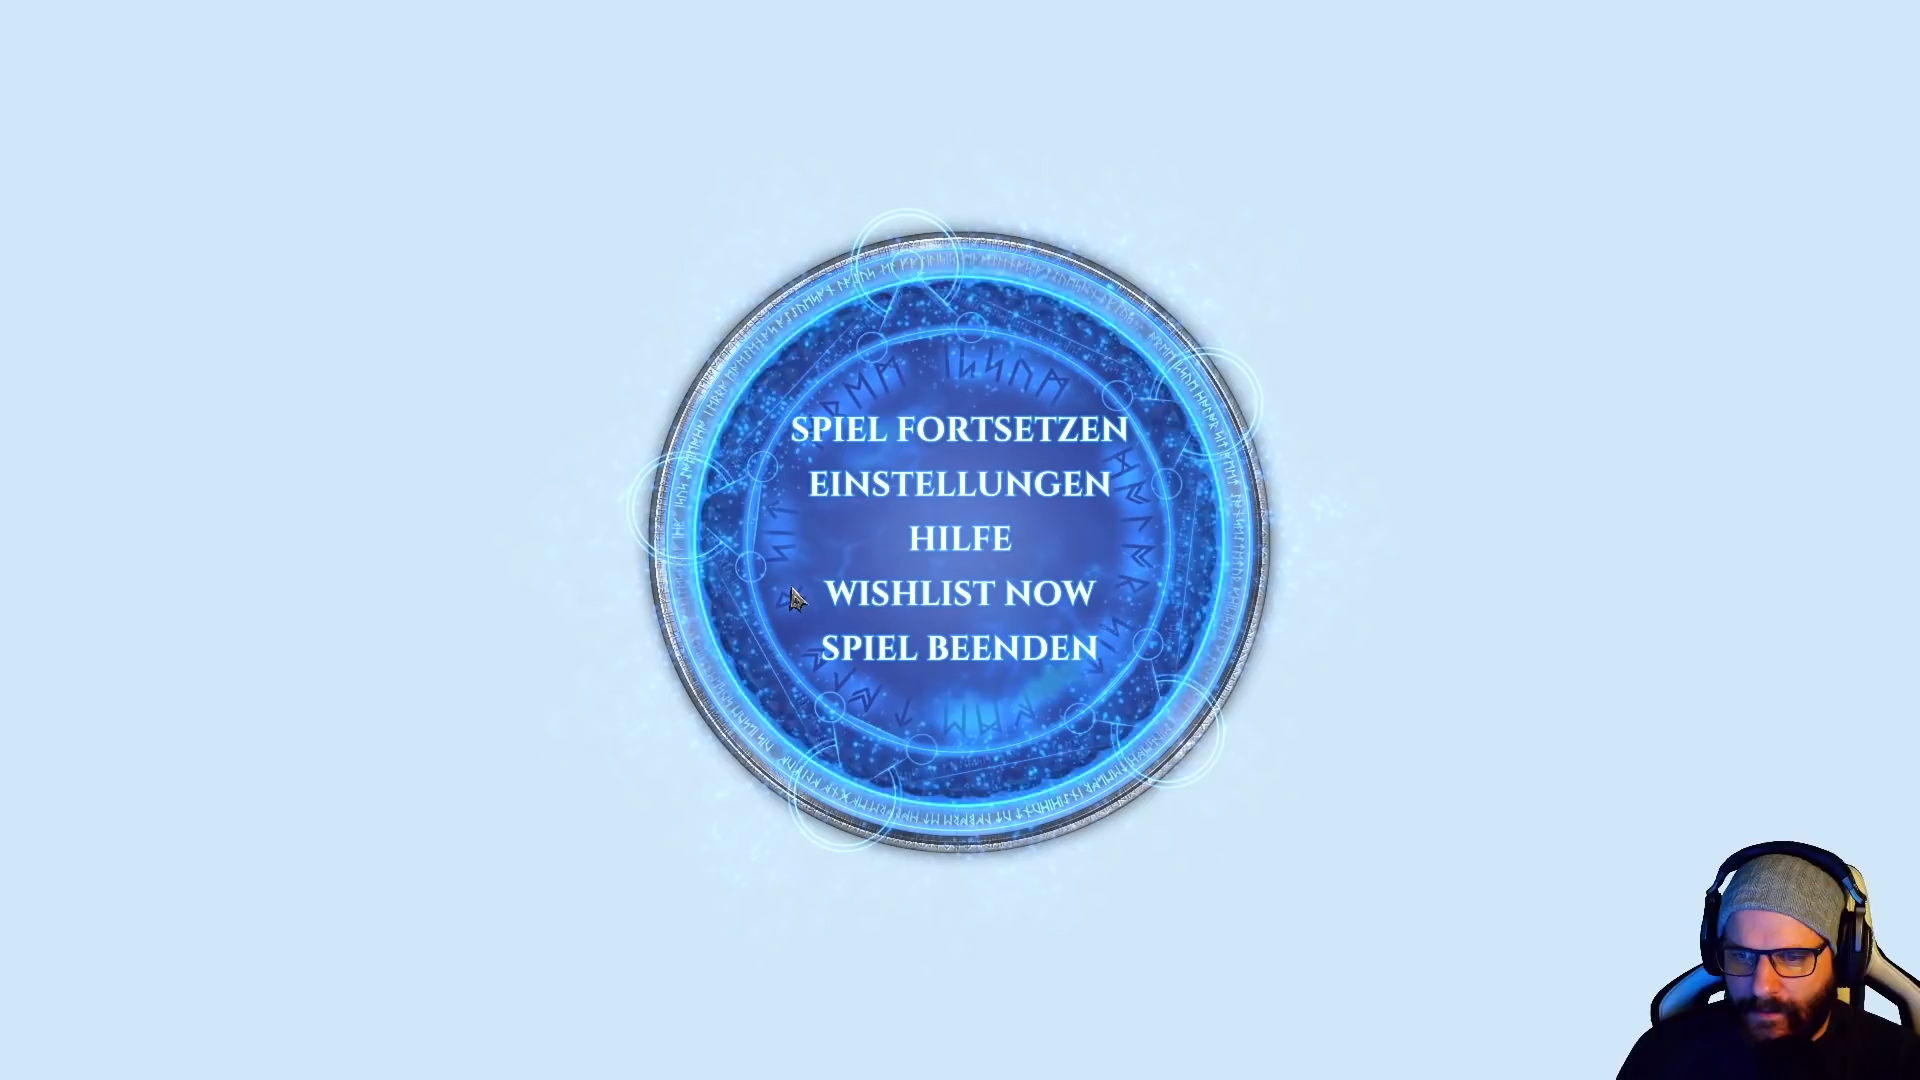 SPIEL FORTSETZEN
EINSTELLUNGEN
HILFE
WISHLIST NOW
SPIEL BEENDEN